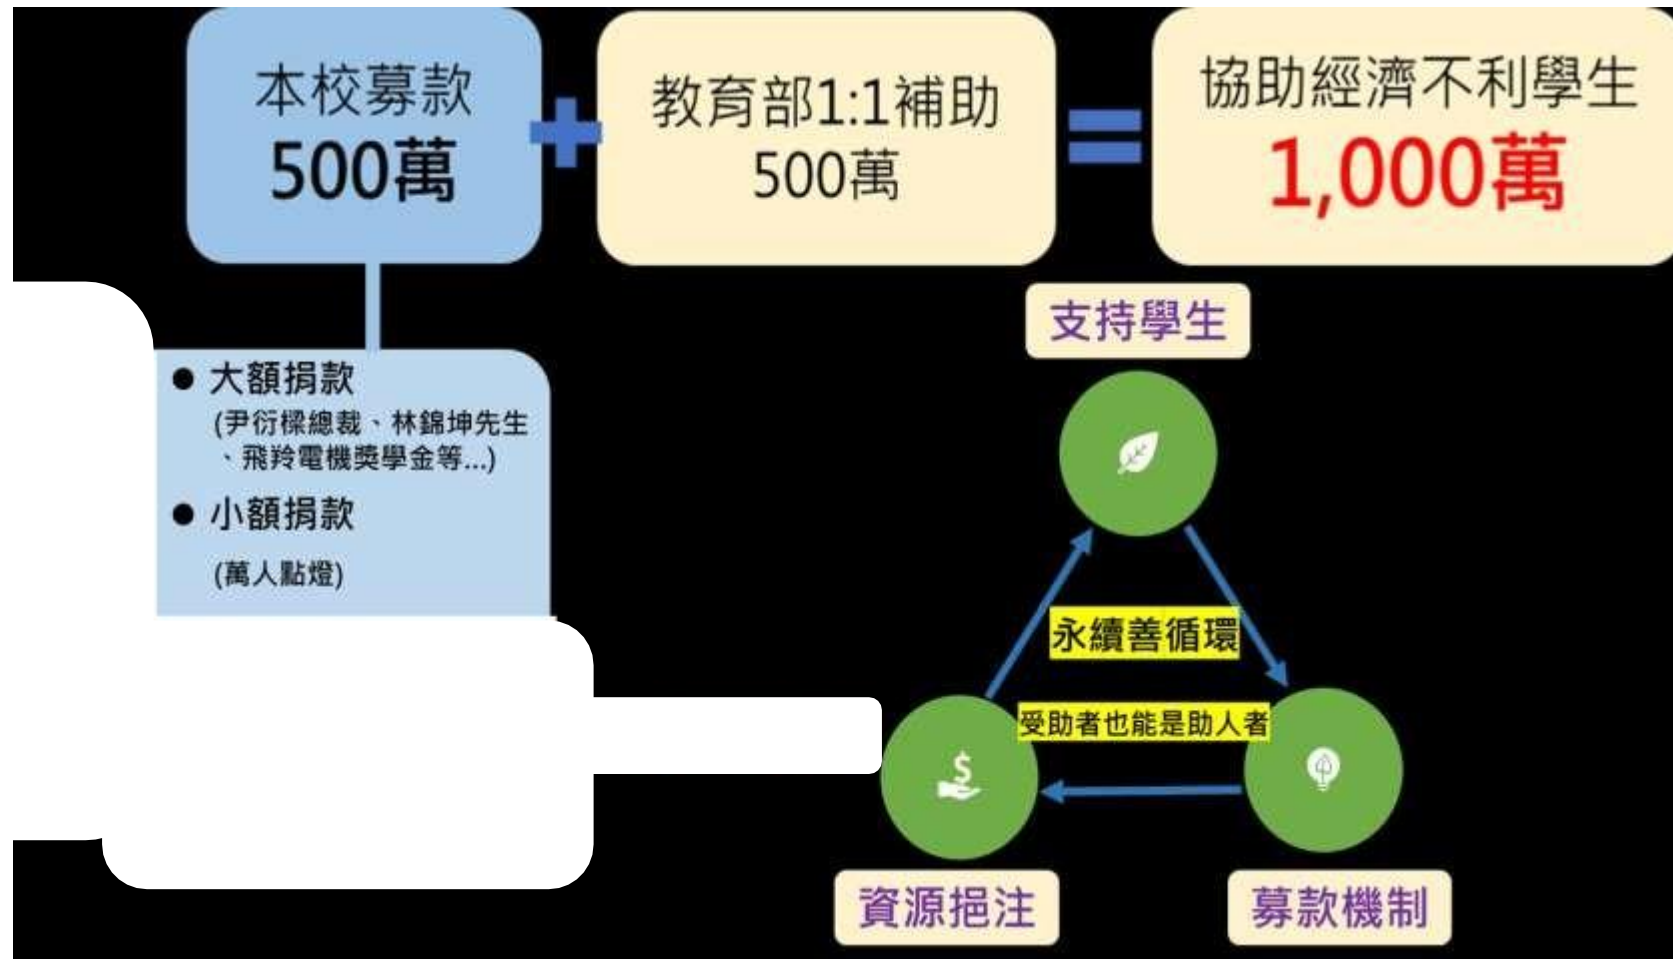 本校募款
500萬
教育部1:1補助
500萬
協助經濟不利學生
1,000萬
● 大額捐款
(尹衍樑總裁、林錦坤先生
、飛羚電機獎學金等...)
● 小額捐款
(萬人點燈)
支持學生
永續善循環
受助者也能是助人者
$
資源挹注
募款機制